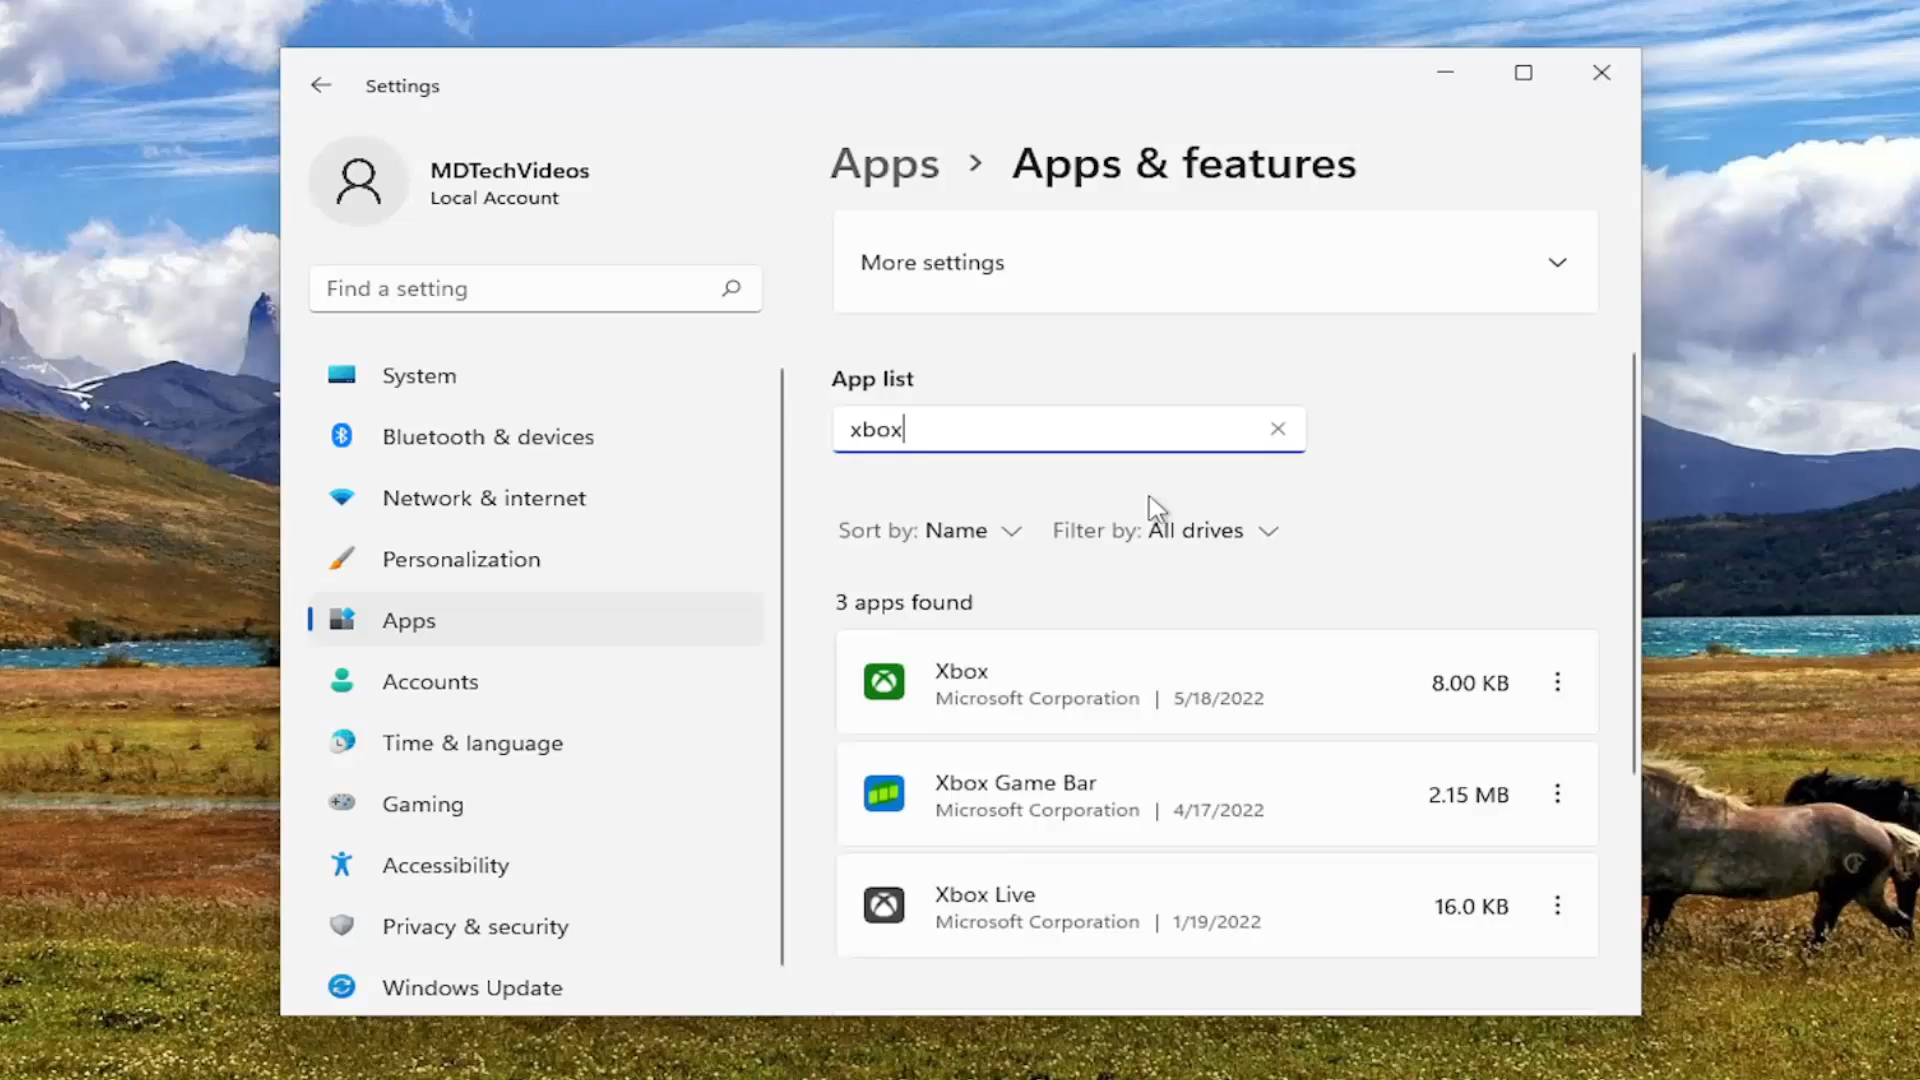 Settings
MDTechVideos
Local Account
Find a setting
System
Bluetooth & devices
Network & internet
Personalization
Apps
Accounts
Time & language
Gaming
Accessibility
Privacy & security
Windows Update
Apps > Apps & features
More settings
App list
xbox
Sort by: Name Filter by: All drives
3 apps found
Xbox
Microsoft Corporation | 5/18/2022
8.00 KB
Xbox Game Bar
Microsoft Corporation | 4/17/2022
2.15 MB
Xbox Live
Microsoft Corporation | 1/19/2022
16.0 KB